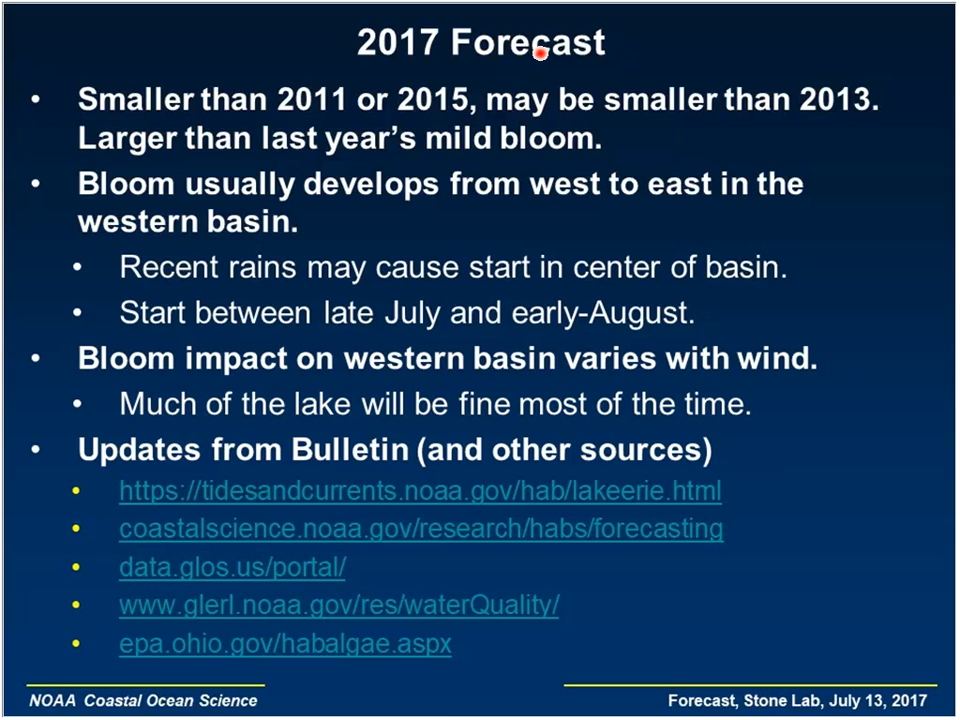 2017 Forecast
• Smaller than 2011 or 2015, may be smaller than 2013.
Larger than last year's mild bloom.
• Bloom usually develops from west to east in the
western basin.
• Recent rains may cause start in center of basin.
• Start between late July and early-August.
• Bloom impact on western basin varies with wind.
• Much of the lake will be fine most of the time.
• Updates from Bulletin (and other sources)
• https://tidesandcurrents.noaa.gov/hab/lakeerie.html
• coastalscience.noaa.gov/research/habs/forecasting
• data.glos.us/portal/
• www.glerl.noaa.gov/res/waterQuality/
• epa.ohio.gov/habalgae.aspx
NOAA Coastal Ocean Science
Forecast, Stone Lab, July 13, 2017